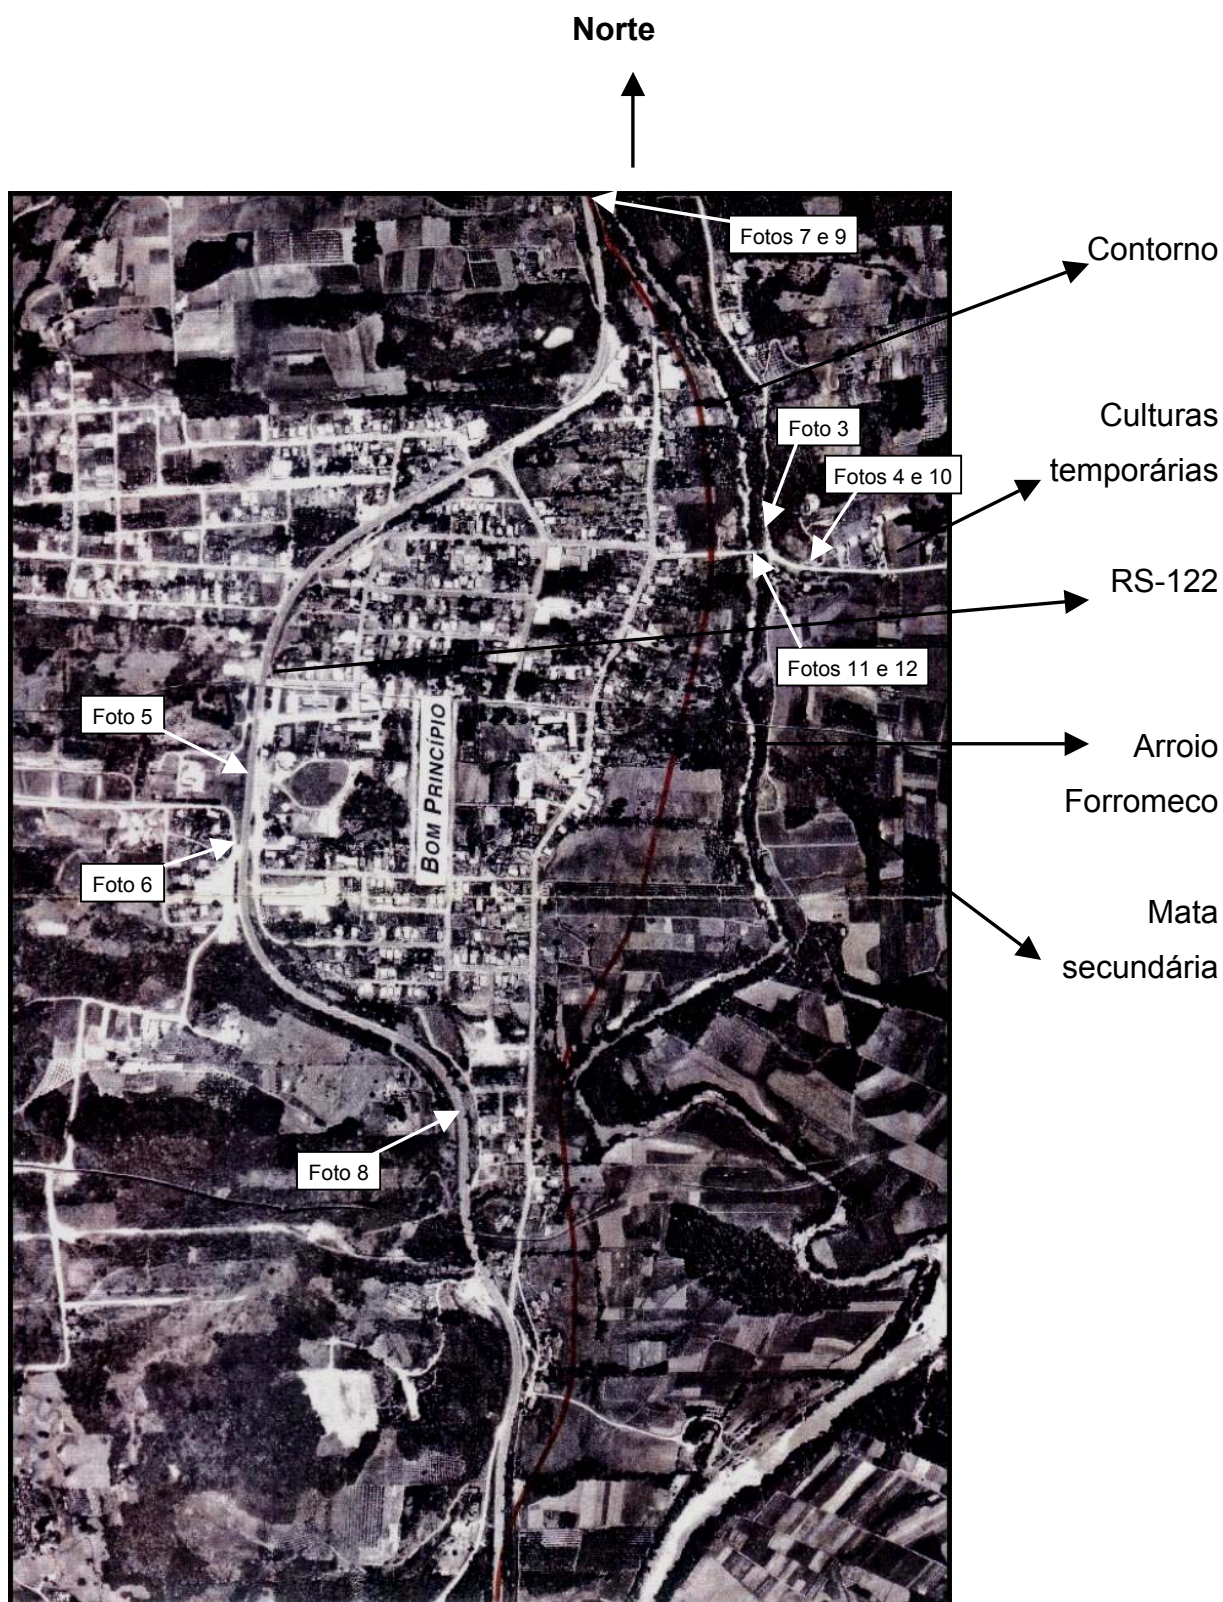 Norte
Fotos 7 e 9
Contorno
Foto 3
Culturas
temporárias
Fotos 4 e 10
RS-122
Fotos 11 e 12
Foto 5
BOM PRINCÍPIO
Arroio
Forromeco
Foto 6
Mata
secundária
Foto 8